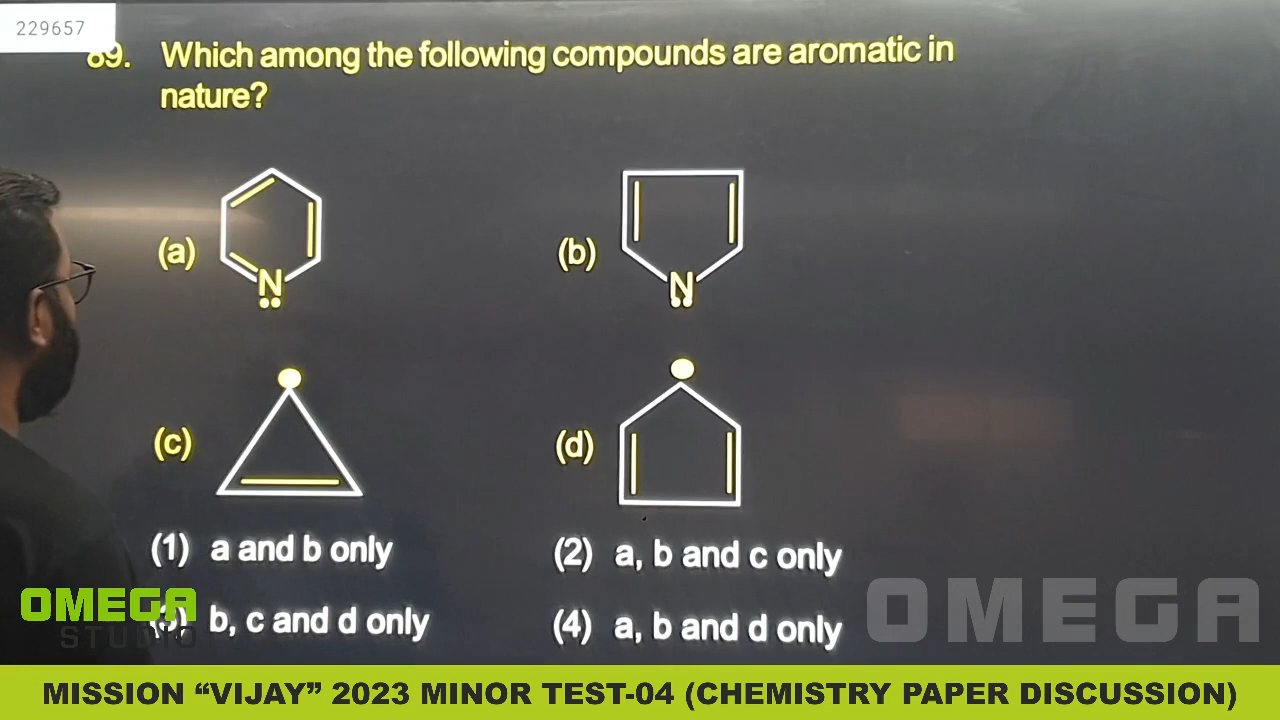 229657
89. Which among the following compounds are aromatic in
nature?
(a)
N
(b)
N
(c)
(d)
(1) a and b only
(2) a, b and c only
(3) b, c and d only
(4) a, b and d only
OMEGA
STUDIO
OMEGA
MISSION “VIJAY” 2023 MINOR TEST-04 (CHEMISTRY PAPER DISCUSSION)